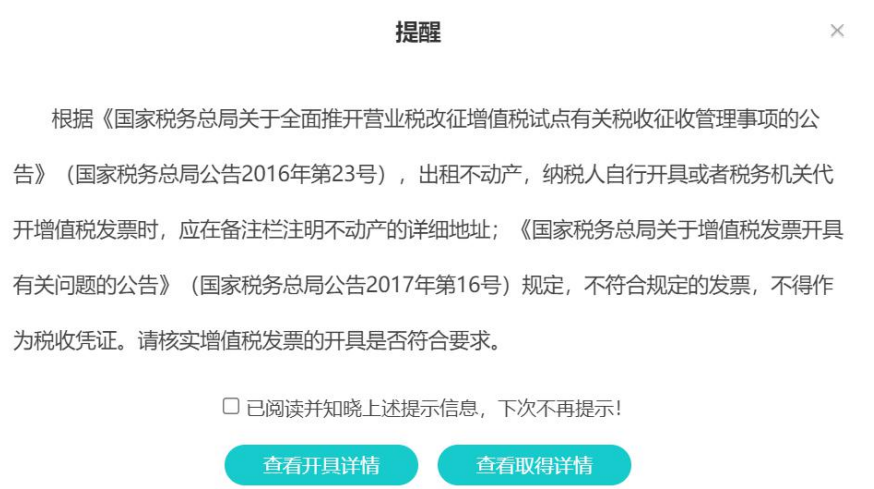 提醒
×
根据《国家税务总局关于全面推开营业税改征增值税试点有关税收征收管理事项的公
告》（国家税务总局公告2016年第23号），出租不动产，纳税人自行开具或者税务机关代
开增值税发票时，应在备注栏注明不动产的详细地址；《国家税务总局关于增值税发票开具
有关问题的公告》（国家税务总局公告2017年第16号）规定，不符合规定的发票，不得作
为税收凭证。请核实增值税发票的开具是否符合要求。
已阅读并知晓上述提示信息，下次不再提示！
查看开具详情 查看取得详情